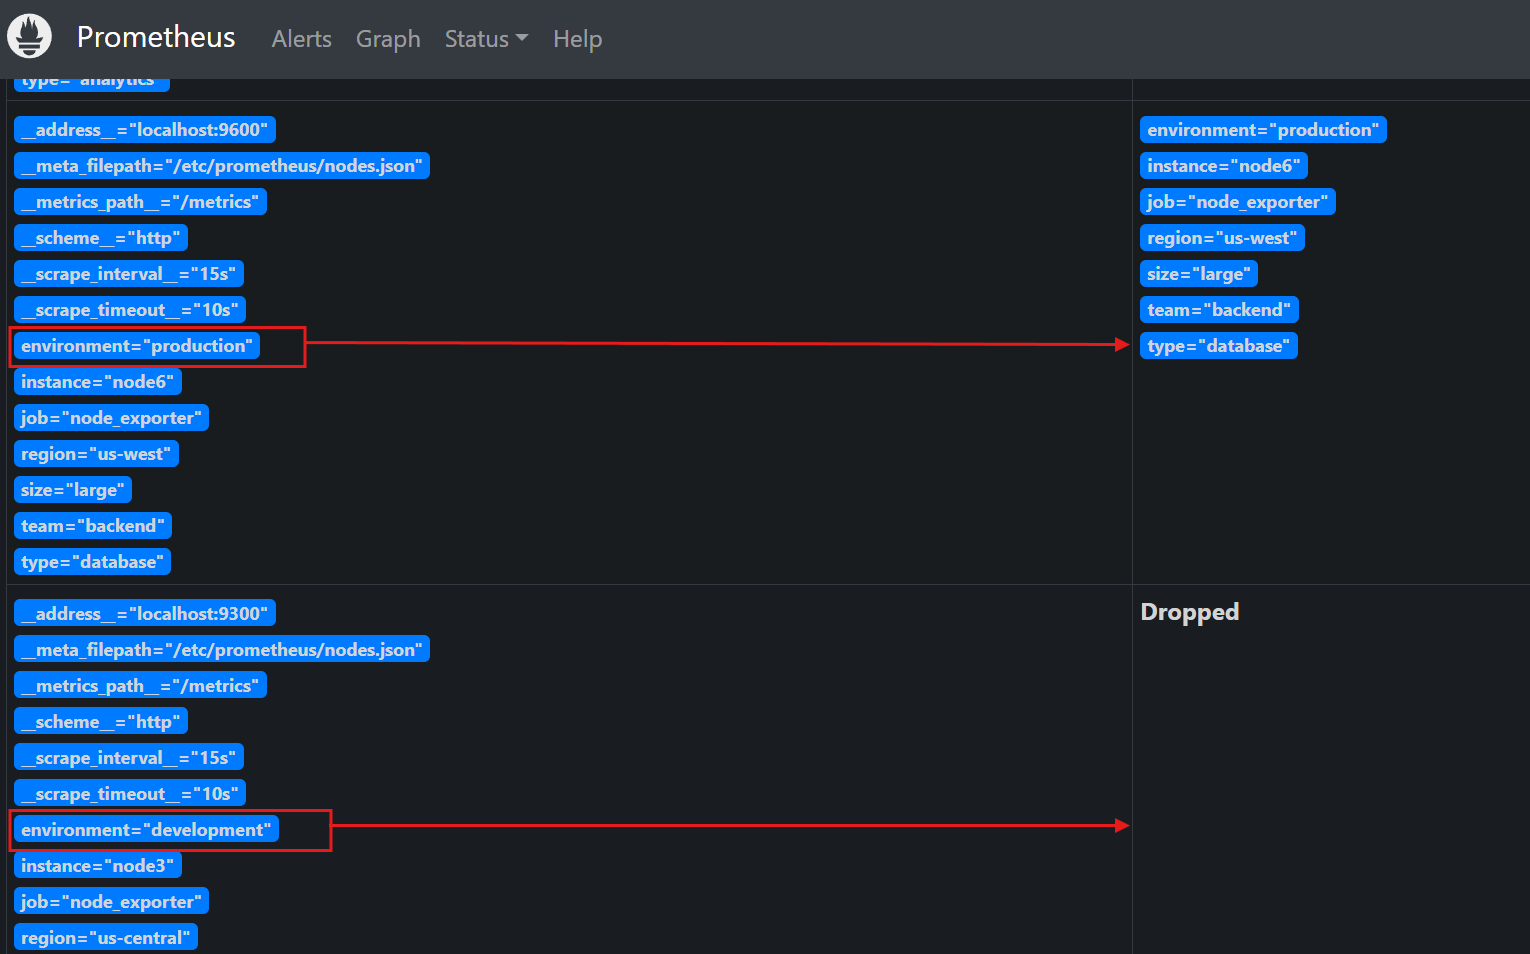 Prometheus Alerts Graph Status Help
type="analytics"
__address__="localhost:9600"
__meta_filepath="/etc/prometheus/nodes.json"
__metrics_path__="/metrics"
__scheme__="http"
__scrape_interval__="15s"
__scrape_timeout__="10s"
environment="production"
instance="node6"
job="node_exporter"
region="us-west"
size="large"
team="backend"
type="database"
environment="production"
instance="node6"
job="node_exporter"
region="us-west"
size="large"
team="backend"
type="database"
__address__="localhost:9300"
__meta_filepath="/etc/prometheus/nodes.json"
__metrics_path__="/metrics"
__scheme__="http"
__scrape_interval__="15s"
__scrape_timeout__="10s"
environment="development"
instance="node3"
job="node_exporter"
region="us-central"
Dropped